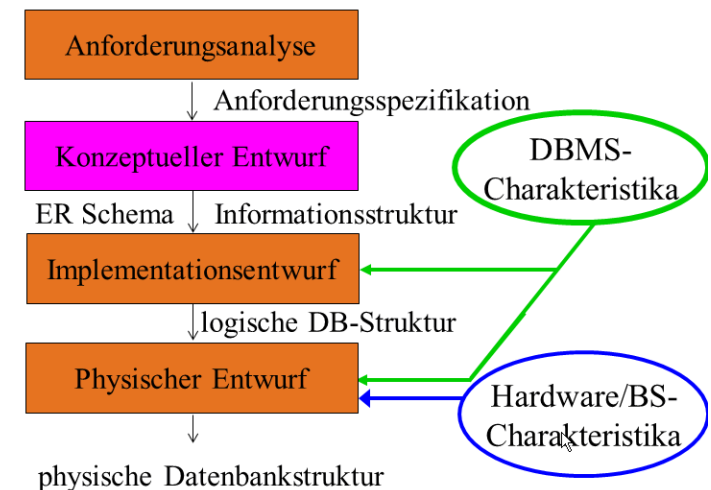 Anforderungsanalyse
Anforderungsspezifikation
Konzeptueller Entwurf
DBMS-
Charakteristika
ER Schema
Informationsstruktur
Implementationsentwurf
logische DB-Struktur
Physischer Entwurf
Hardware/BS-
Charakteristika
physische Datenbankstruktur